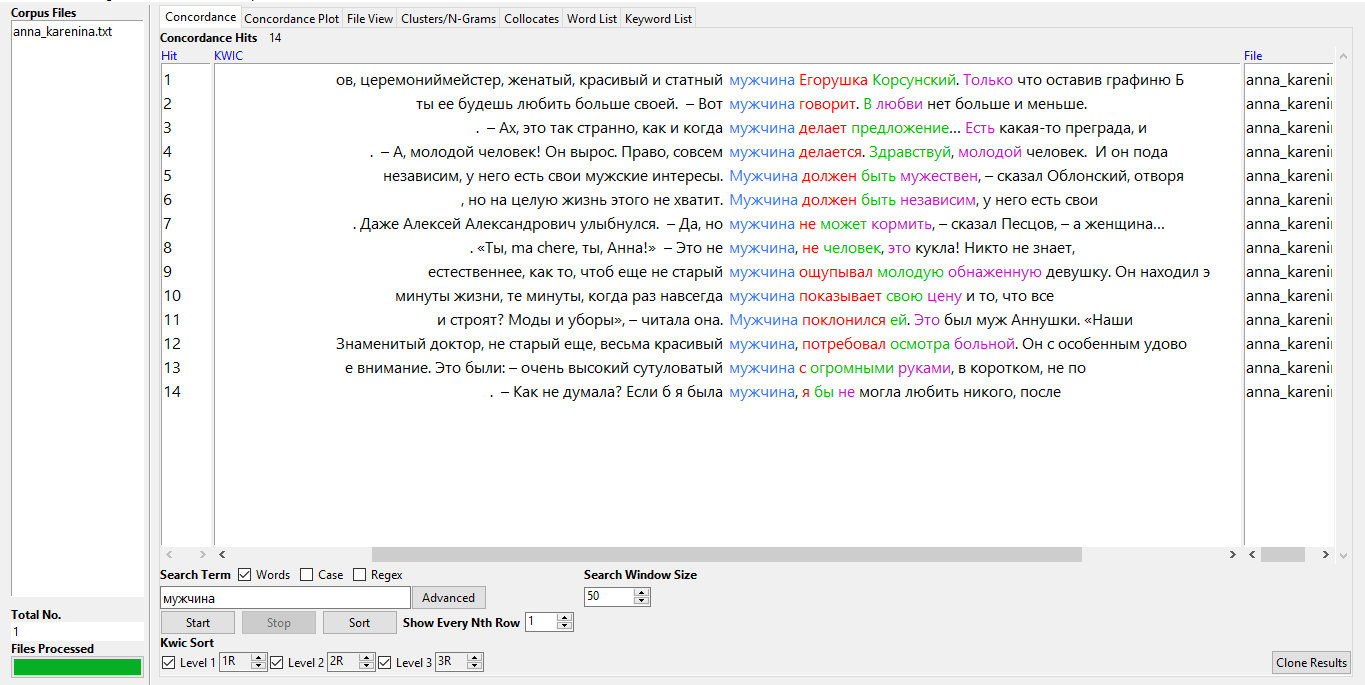 Corpus Files
anna_karenina.txt
Concordance Concordance Plot File View Clusters/N-Grams Collocates Word List Keyword List
Concordance Hits 14
Hit KWIC File
1 ов, церемониймейстер, женатый, красивый и статный мужчина Егорушка Корсунский. Только что оставив графиню Б anna_kareni
2 ты ее будешь любить больше своей. – Вот мужчина говорит. В любви нет больше и меньше. anna_kareni
3 . – Ах, это так странно, как и когда мужчина делает предложение... Есть какая-то преграда, и anna_kareni
4 . – А, молодой человек! Он вырос. Право, совсем мужчина делается. Здравствуй, молодой человек. И он пода anna_kareni
5 независим, у него есть свои мужские интересы. Мужчина должен быть мужествен, – сказал Облонский, отворя anna_kareni
6 , но на целую жизнь этого не хватит. Мужчина должен быть независим, у него есть свои anna_kareni
7 . Даже Алексей Александрович улыбнулся. – Да, но мужчина не может кормить, – сказал Песцов, – а женщина... anna_kareni
8 . «Ты, ma chere, ты, Анна!» – Это не мужчина, не человек, это кукла! Никто не знает, anna_kareni
9 естественнее, как то, чтоб еще не старый мужчина ощупывал молодую обнаженную девушку. Он находил э anna_kareni
10 минуты жизни, те минуты, когда раз навсегда мужчина показывает свою цену и то, что все anna_kareni
11 и строят? Моды и уборы», – читала она. Мужчина поклонился ей. Это был муж Аннушки. «Наши anna_kareni
12 Знаменитый доктор, не старый еще, весьма красивый мужчина, потребовал осмотра больной. Он с особенным удово anna_kareni
13 е внимание. Это были: – очень высокий сутуловатый мужчина с огромными руками, в коротком, не по anna_kareni
14 . – Как не думала? Если б я была мужчина, я бы не могла любить никого, после anna_kareni
Search Term Words Case Regex Search Window Size
мужчина Advanced 50
Start Stop Sort Show Every Nth Row 1
Kwic Sort
Level 1 1R Level 2 2R Level 3 3R Clone Results
Total No.
1
Files Processed